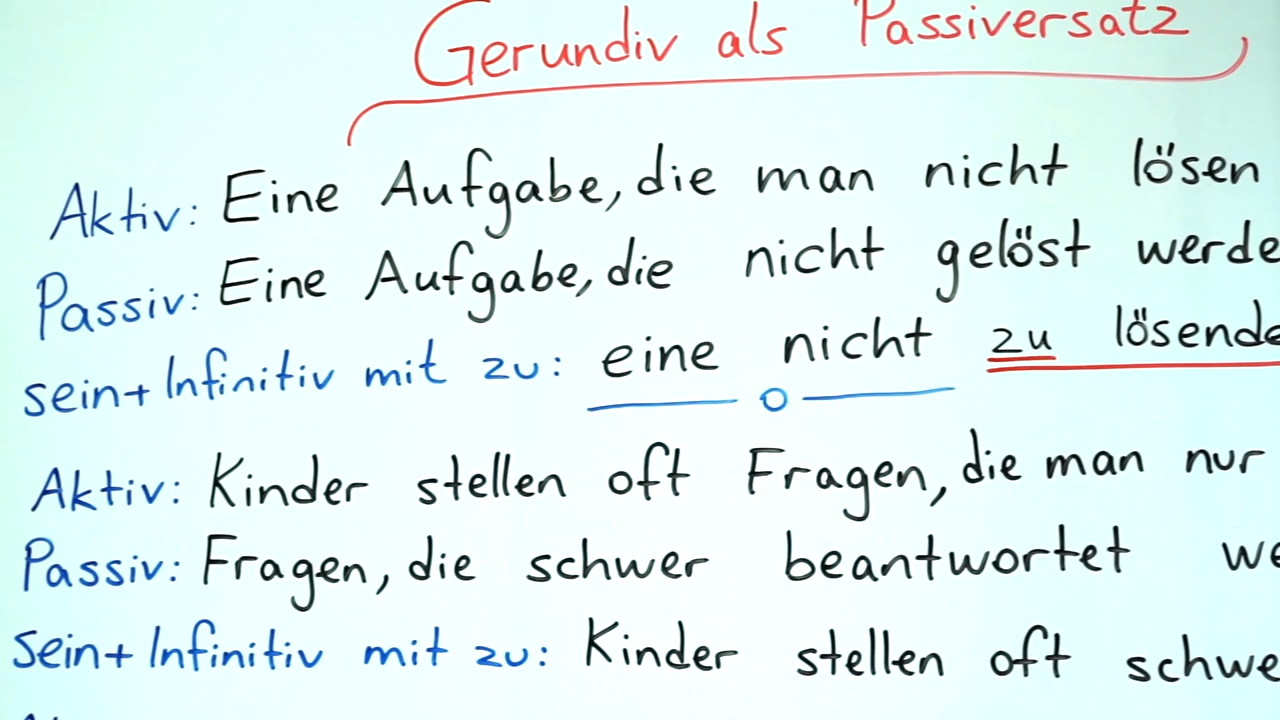 Gerundiv als Passiversatz
Aktiv: Eine Aufgabe, die man nicht lösen
Passiv: Eine Aufgabe, die nicht gelöst werde
sein+ Infinitiv mit zu: eine nicht zu lösende
Aktiv: Kinder stellen oft Fragen, die man nur
Passiv: Fragen, die schwer beantwortet we
sein+ Infinitiv mit zu: Kinder stellen oft schwe